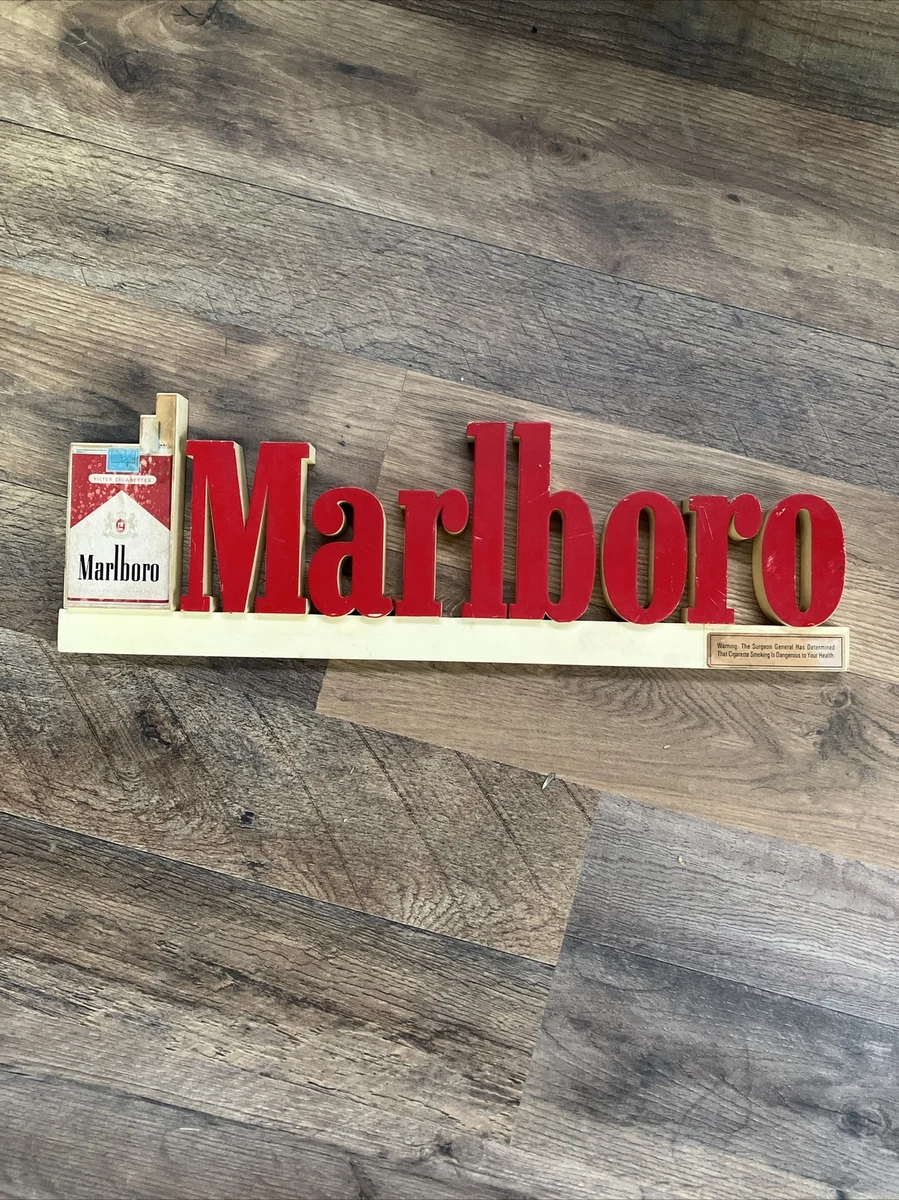 FILTER CIGARETTES
Marlboro
Marlboro
Warning: The Surgeon General Has Determined
That Cigarette Smoking Is Dangerous to Your Health.